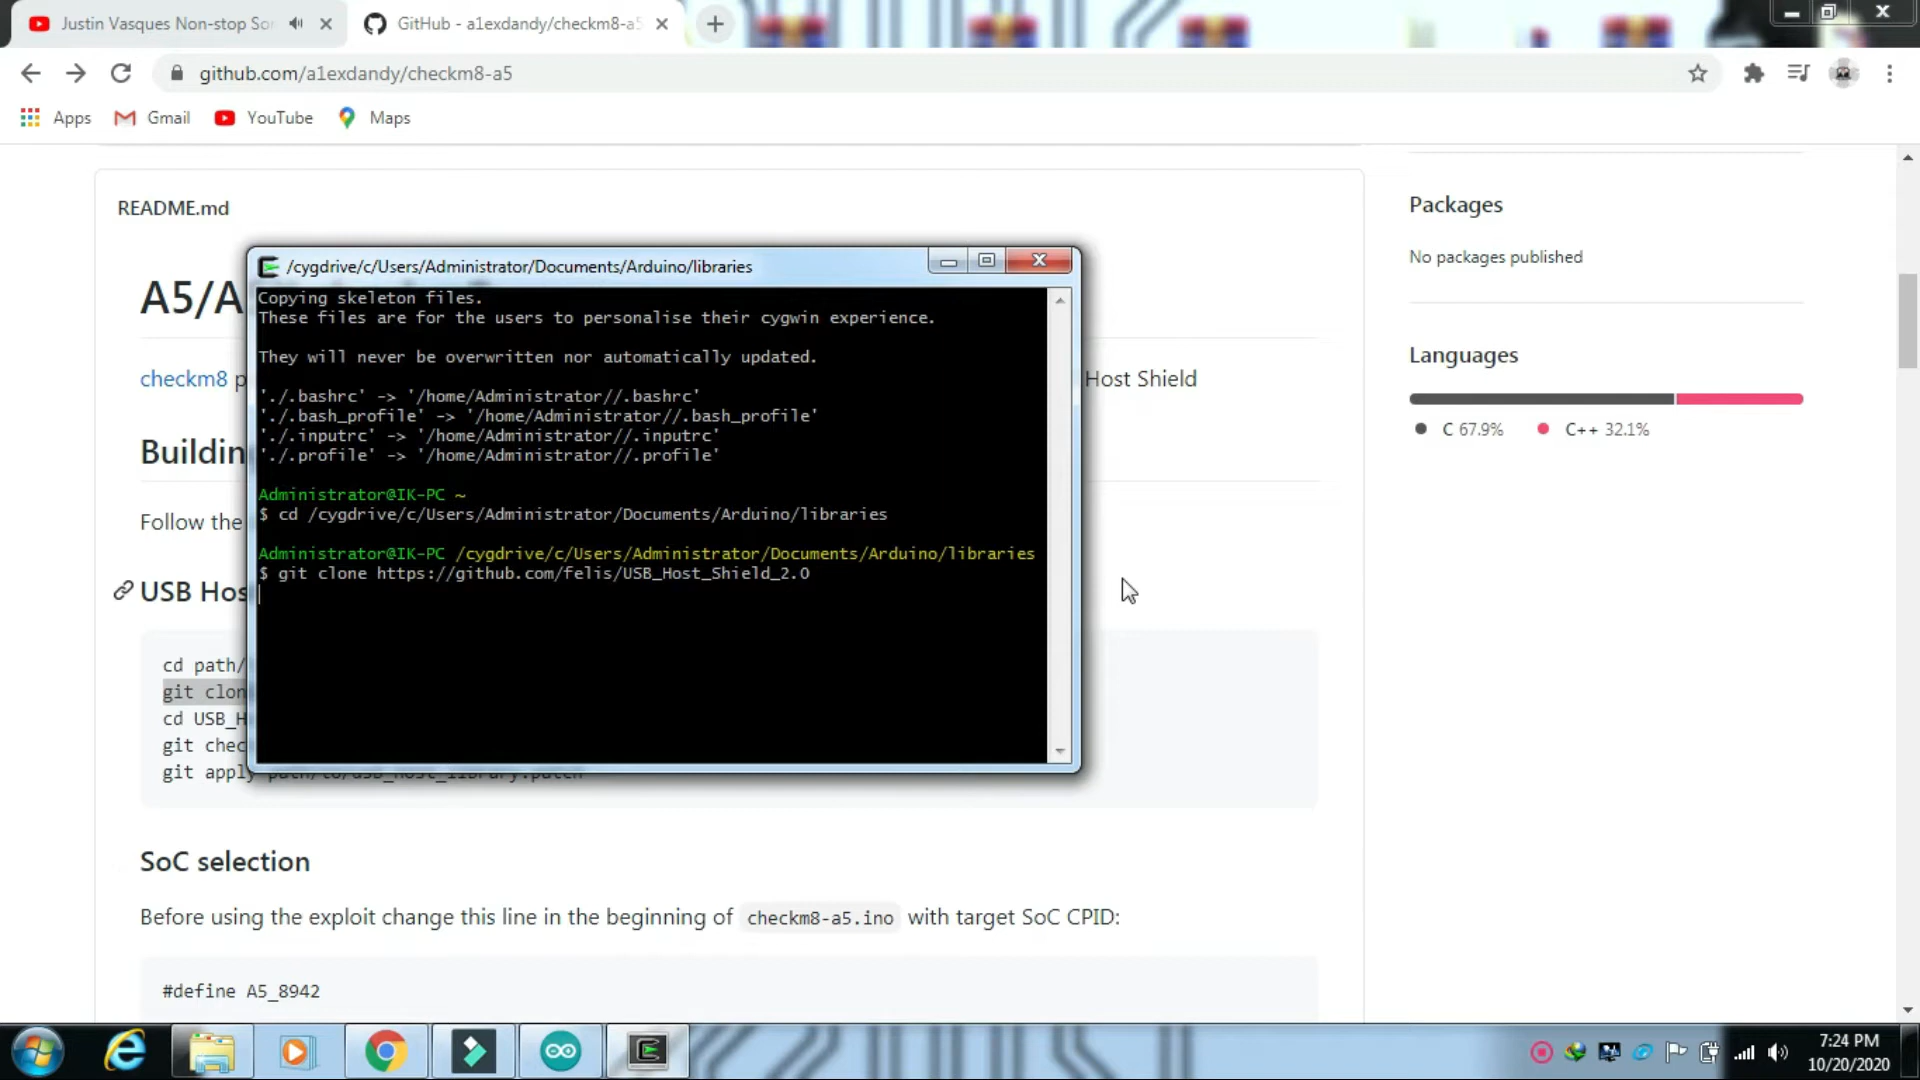 Justin Vasques Non-stop Son
GitHub - a1exdandy/checkm8-a5
github.com/a1exdandy/checkm8-a5
Apps
Gmail
YouTube
Maps
README.md
A5/A
checkm8 p
Host Shield
Buildin
Follow the
USB Hos
cd path/
git clon
cd USB_H
git chec
git apply path/to/usb_host_library.patch
/cygdrive/c/Users/Administrator/Documents/Arduino/libraries
Copying skeleton files.
These files are for the users to personalise their cygwin experience.
They will never be overwritten nor automatically updated.
'./.bashrc' -> '/home/Administrator//.bashrc'
'./.bash_profile' -> '/home/Administrator//.bash_profile'
'./.inputrc' -> '/home/Administrator//.inputrc'
'./.profile' -> '/home/Administrator//.profile'
Administrator@IK-PC ~
$ cd /cygdrive/c/Users/Administrator/Documents/Arduino/libraries
Administrator@IK-PC /cygdrive/c/Users/Administrator/Documents/Arduino/libraries
$ git clone https://github.com/felis/USB_Host_Shield_2.0
SoC selection
Before using the exploit change this line in the beginning of checkm8-a5.ino with target SoC CPID:
#define A5_8942
Packages
No packages published
Languages
C 67.9%
C++ 32.1%
7:24 PM
10/20/2020